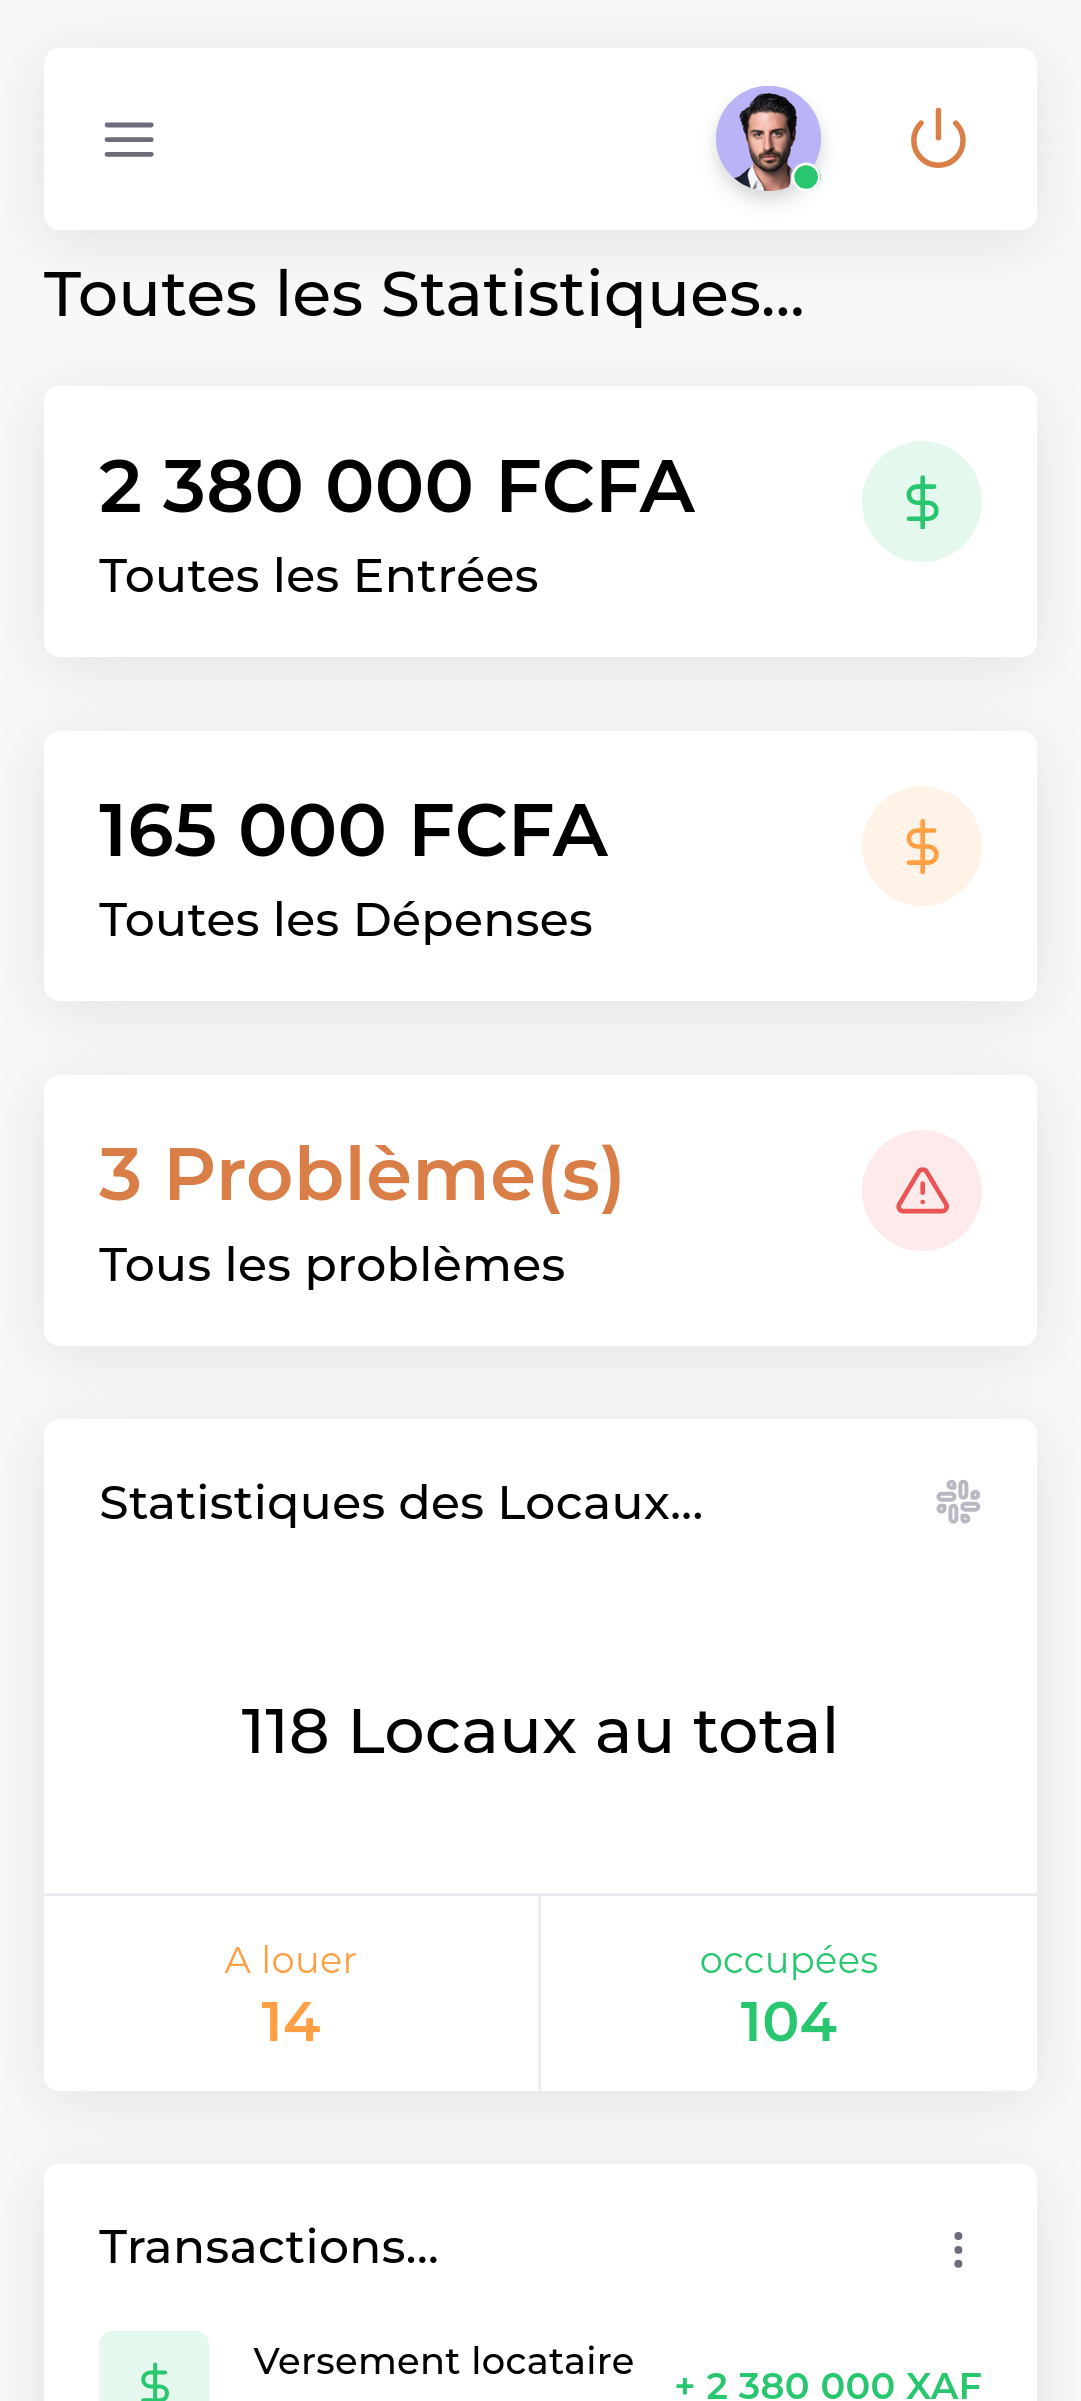 Toutes les Statistiques...
2 380 000 FCFA
Toutes les Entrées
165 000 FCFA
Toutes les Dépenses
3 Problème(s)
Tous les problèmes
Statistiques des Locaux...
118 Locaux au total
A louer
14
occupées
104
Transactions...
Versement locataire
+ 2 380 000 XAF